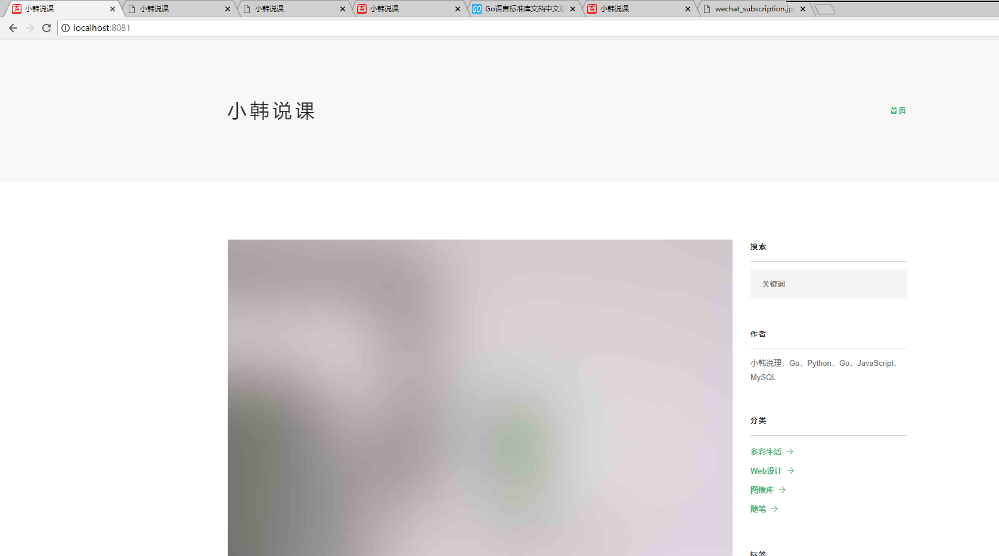 小韩说课
小韩说课
小韩说课
小韩说课
Go语言标准库文档中文版
小韩说课
wechat_subscription.jp
localhost:8081
小韩说课
首页
搜索
关键词
作者
小韩说理，Go，Python，Go，JavaScript，
MySQL
分类
多彩生活
Web设计
图像库
随笔
标签